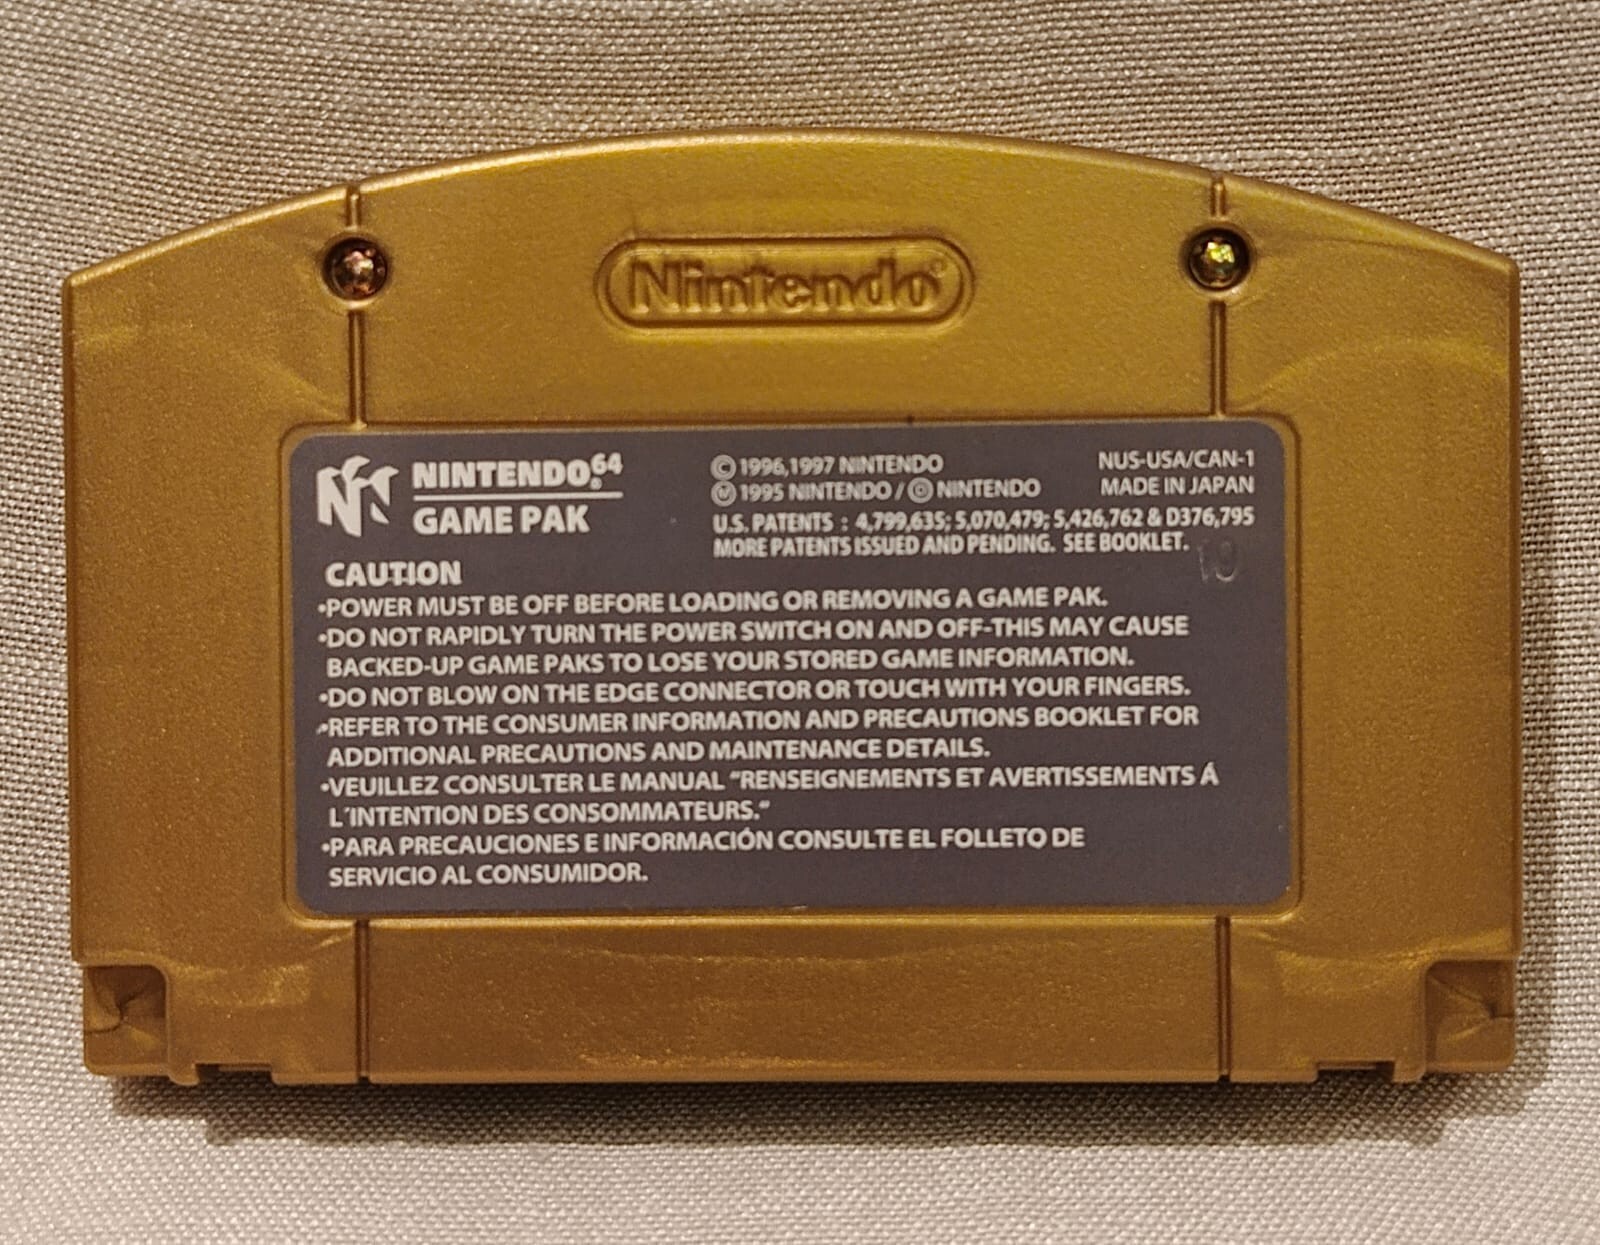 Nintendo®
NINTENDO64®
GAME PAK
©1996,1997 NINTENDO
Ⓜ1995 NINTENDO/©NINTENDO
NUS-USA/CAN-1
MADE IN JAPAN
U.S. PATENTS : 4,799,635; 5,070,479; 5,426,762 & D376,795
MORE PATENTS ISSUED AND PENDING. SEE BOOKLET.
CAUTION
•POWER MUST BE OFF BEFORE LOADING OR REMOVING A GAME PAK.
•DO NOT RAPIDLY TURN THE POWER SWITCH ON AND OFF-THIS MAY CAUSE
BACKED-UP GAME PAKS TO LOSE YOUR STORED GAME INFORMATION.
•DO NOT BLOW ON THE EDGE CONNECTOR OR TOUCH WITH YOUR FINGERS.
•REFER TO THE CONSUMER INFORMATION AND PRECAUTIONS BOOKLET FOR
ADDITIONAL PRECAUTIONS AND MAINTENANCE DETAILS.
•VEUILLEZ CONSULTER LE MANUAL "RENSEIGNEMENTS ET AVERTISSEMENTS Á
L'INTENTION DES CONSOMMATEURS."
•PARA PRECAUCIONES E INFORMACIÓN CONSULTE EL FOLLETO DE
SERVICIO AL CONSUMIDOR.